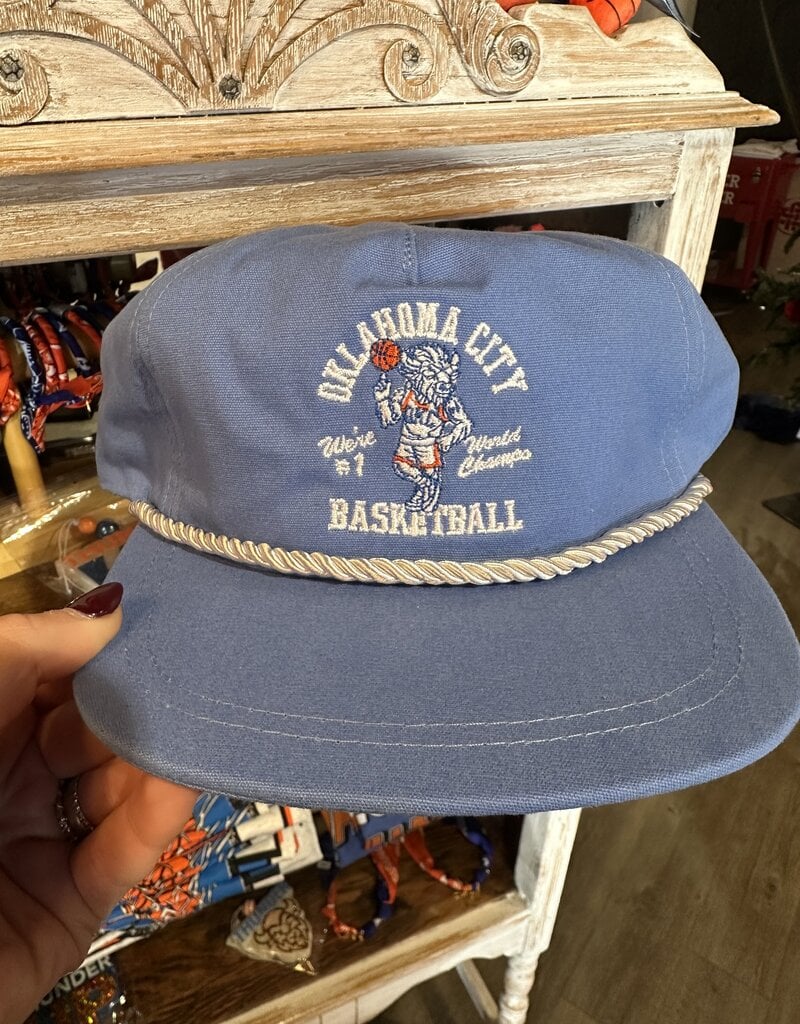 OKLAHOMA CITY
We're
#1
World
Champs
BASKETBALL